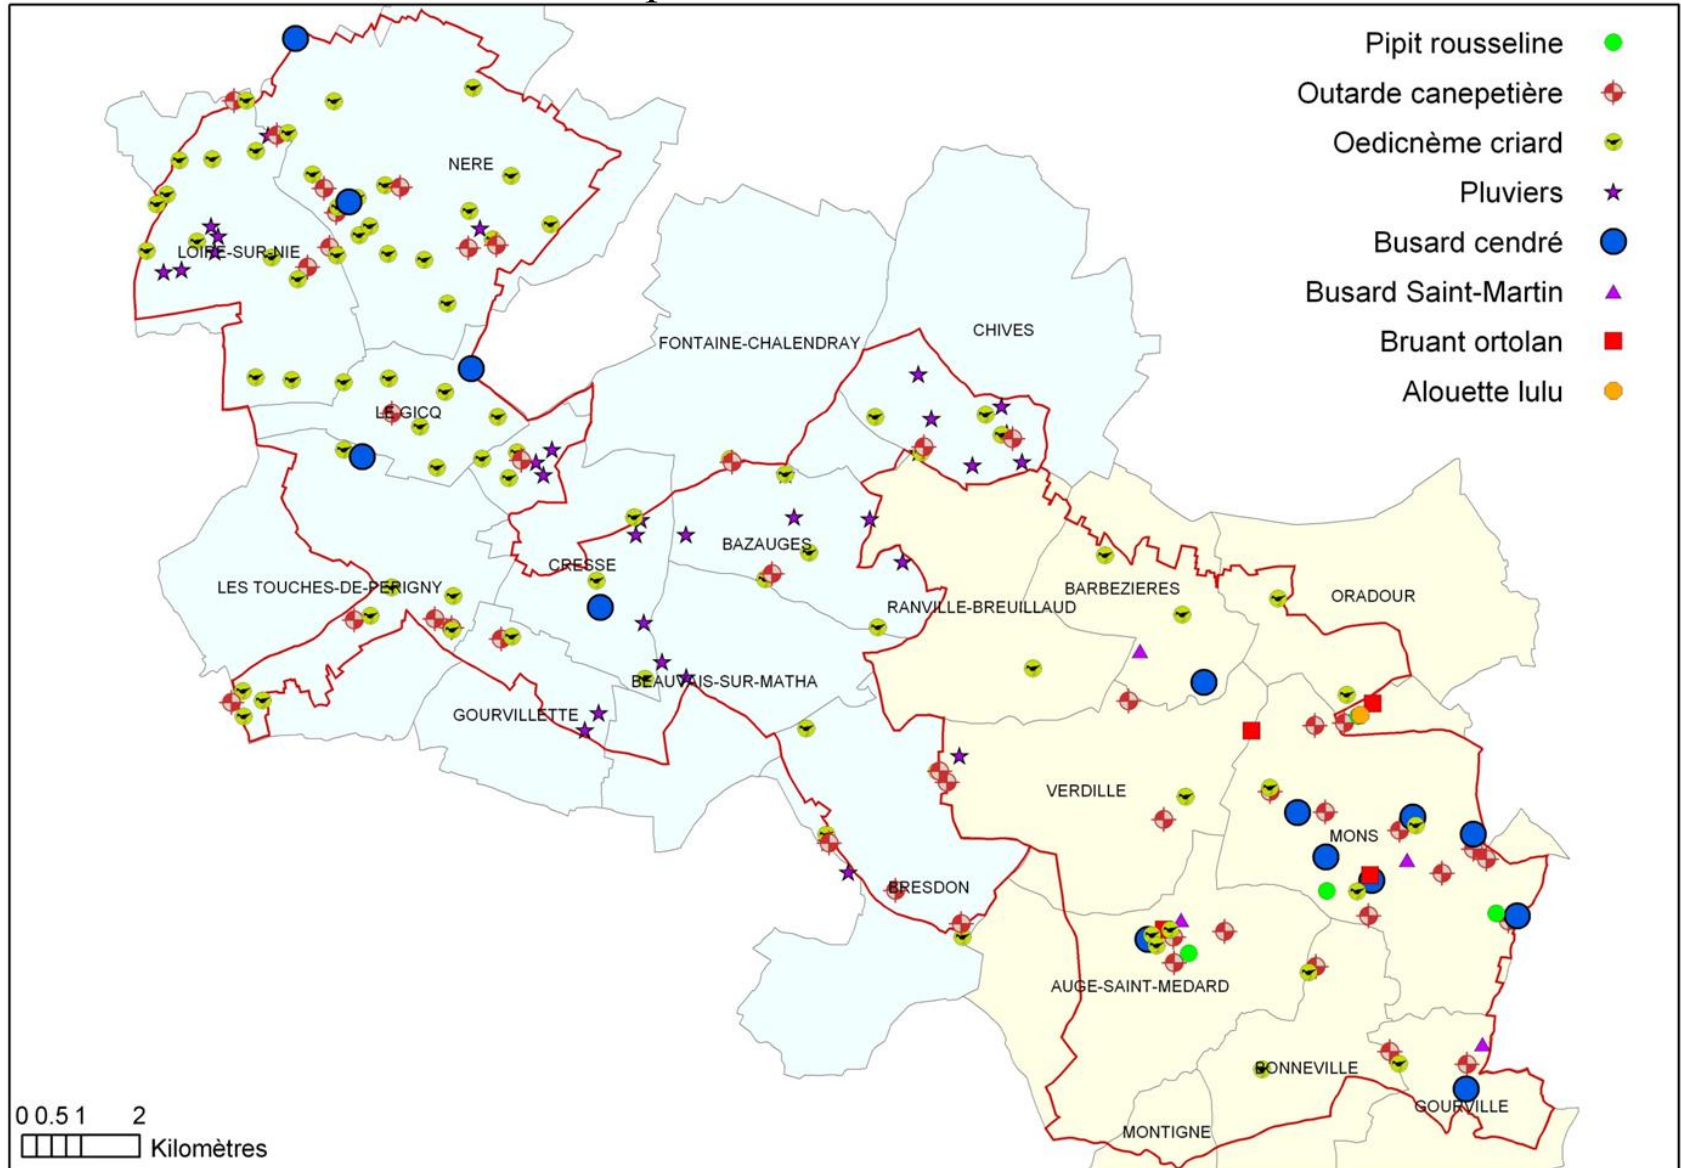 Pipit rousseline
Outarde canepetière
Oedicnème criard
Pluviers
Busard cendré
Busard Saint-Martin
Bruant ortolan
Alouette lulu
NERE
LOIRE-SUR-NIE
CHIVES
FONTAINE-CHALENDRAY
LE GICQ
BAZAUGES
CRESSE
LES TOUCHES-DE-PERIGNY
BARBEZIERES
ORADOUR
RANVILLE-BREUILLAUD
BEAUVAIS-SUR-MATHA
GOURVILLETTE
VERDILLE
MONS
BRESDON
AUGE-SAINT-MEDARD
BONNEVILLE
GOURVILLE
MONTIGNE
0 0.5 1 2
Kilomètres